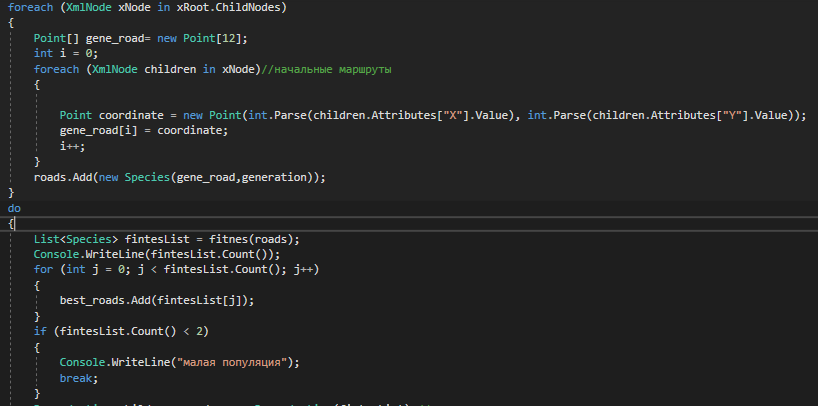 foreach (XmlNode xNode in xRoot.ChildNodes)
{
Point[] gene_road= new Point[12];
int i = 0;
foreach (XmlNode children in xNode)//начальные маршруты
{
Point coordinate = new Point(int.Parse(children.Attributes["X"].Value), int.Parse(children.Attributes["Y"].Value));
gene_road[i] = coordinate;
i++;
}
roads.Add(new Species(gene_road,generation));
}
do
{
List<Species> fintesList = fitnes(roads);
Console.WriteLine(fintesList.Count());
for (int j = 0; j < fintesList.Count(); j++)
{
best_roads.Add(fintesList[j]);
}
if (fintesList.Count() < 2)
{
Console.WriteLine("малая популяция");
break;
}